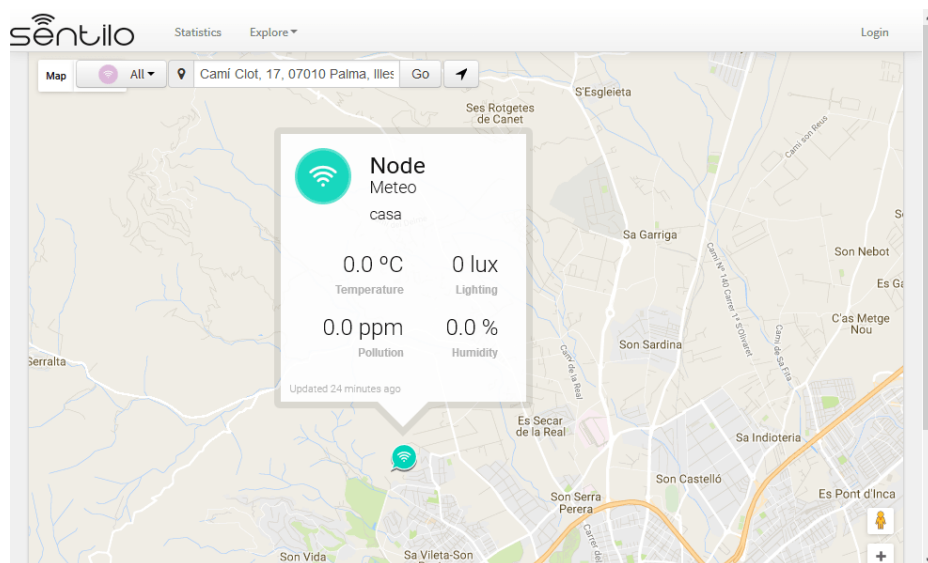 sentilo
Statistics
Explore
Login
Map
All
Camí Clot, 17, 07010 Palma, Illes
Go
S'Esgleieta
Ses Rotgetes
de Canet
Camí son Reus
Node
Meteo
casa
0.0 ºC
0 lux
Temperature
Lighting
0.0 ppm
0.0 %
Pollution
Humidity
Updated 24 minutes ago
Sa Garriga
Son Nebot
Es Ga
C'as Metge
Nou
Son Sardina
Camí de la Real
Camí de Sa Fita
Serralta
Es Secar
de la Real
Sa Indioteria
Son Castelló
Son Serra
Perera
Es Pont d'Inca
Son Vida
Sa Vileta-Son